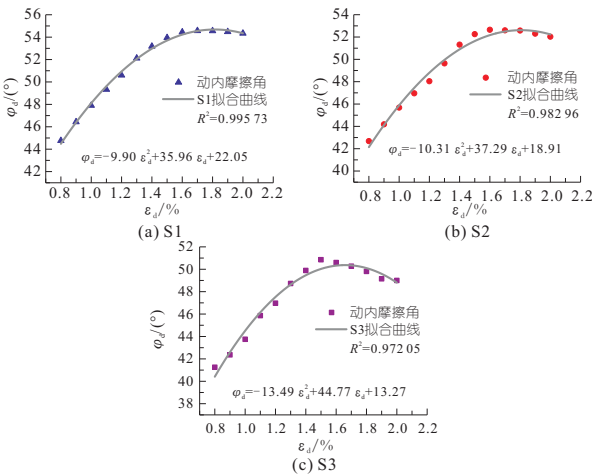 56
54
52
50
48
46
44
42
φd/(°)
动内摩擦角
S1拟合曲线
R²=0.995 73
φd=−9.90 εd²+35.96 εd+22.05
0.8 1.0 1.2 1.4 1.6 1.8 2.0 2.2
εd/%
(a) S1
54
52
50
48
46
44
42
40
φd/(°)
动内摩擦角
S2拟合曲线
R²=0.982 96
φd=−10.31 εd²+37.29 εd+18.91
0.8 1.0 1.2 1.4 1.6 1.8 2.0 2.2
εd/%
(b) S2
52
50
48
46
44
42
40
38
φd/(°)
动内摩擦角
S3拟合曲线
R²=0.972 05
φd=−13.49 εd²+44.77 εd+13.27
0.8 1.0 1.2 1.4 1.6 1.8 2.0 2.2
εd/%
(c) S3